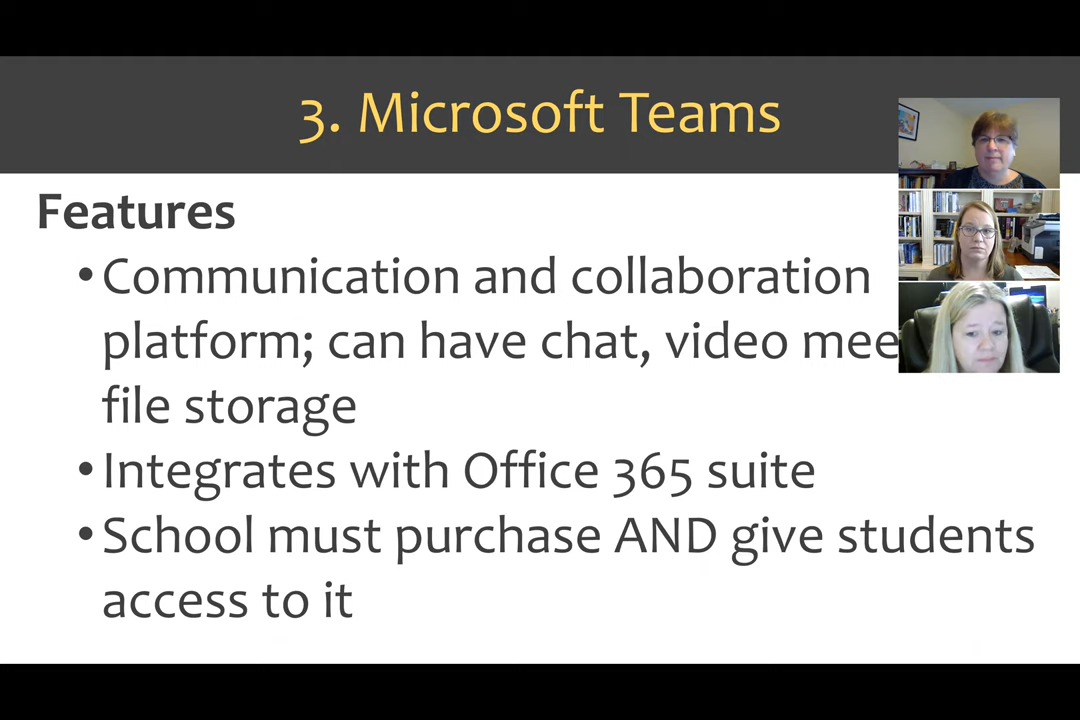 3. Microsoft Teams
Features
• Communication and collaboration
platform; can have chat, video mee
file storage
• Integrates with Office 365 suite
• School must purchase AND give students
access to it